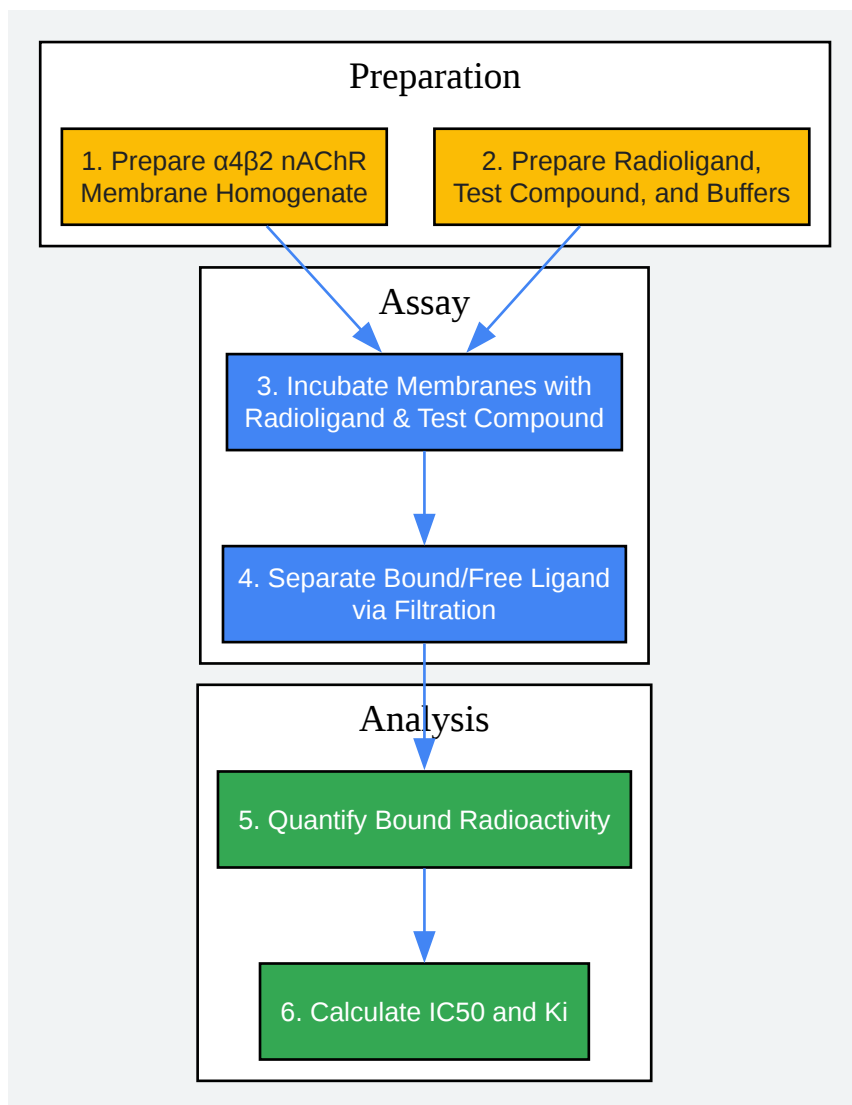 Preparation
1. Prepare α4β2 nAChR
Membrane Homogenate
2. Prepare Radioligand,
Test Compound, and Buffers
Assay
3. Incubate Membranes with
Radioligand & Test Compound
4. Separate Bound/Free Ligand
via Filtration
Analysis
5. Quantify Bound Radioactivity
6. Calculate IC50 and Ki